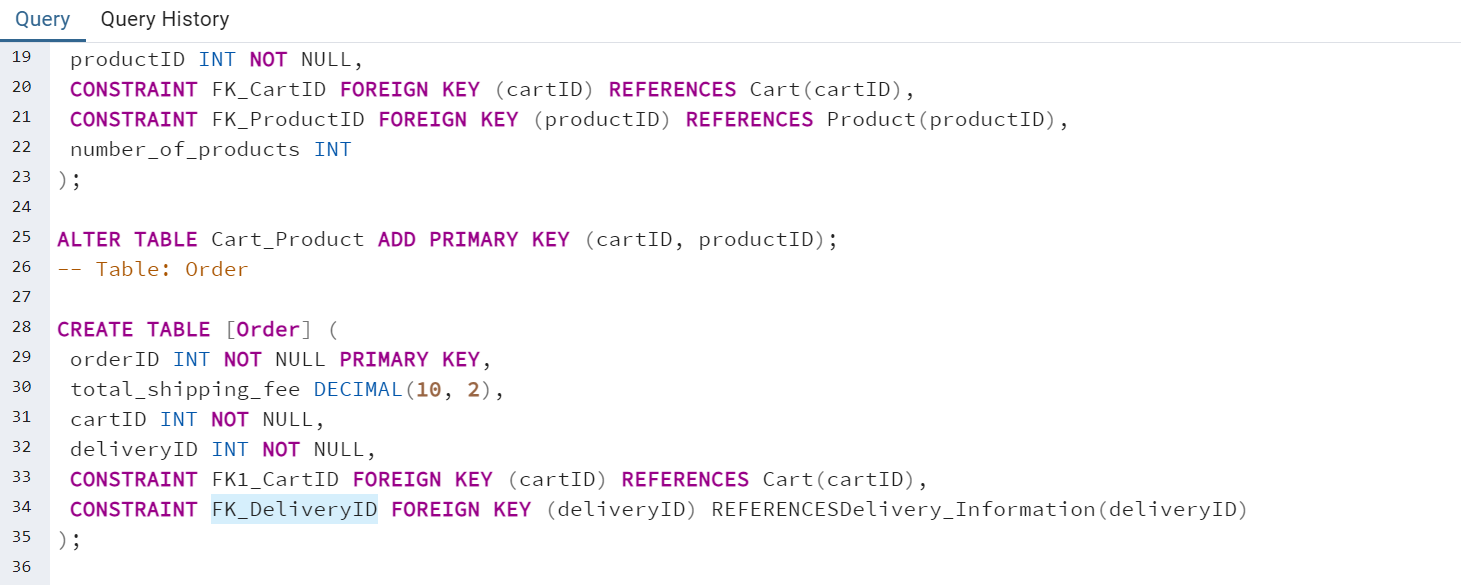 Query Query History
19 productID INT NOT NULL,
20 CONSTRAINT FK_CartID FOREIGN KEY (cartID) REFERENCES Cart(cartID),
21 CONSTRAINT FK_ProductID FOREIGN KEY (productID) REFERENCES Product(productID),
22 number_of_products INT
23 );
24
25 ALTER TABLE Cart_Product ADD PRIMARY KEY (cartID, productID);
26 -- Table: Order
27
28 CREATE TABLE [Order] (
29 orderID INT NOT NULL PRIMARY KEY,
30 total_shipping_fee DECIMAL(10, 2),
31 cartID INT NOT NULL,
32 deliveryID INT NOT NULL,
33 CONSTRAINT FK1_CartID FOREIGN KEY (cartID) REFERENCES Cart(cartID),
34 CONSTRAINT FK_DeliveryID FOREIGN KEY (deliveryID) REFERENCESDelivery_Information(deliveryID)
35 );
36